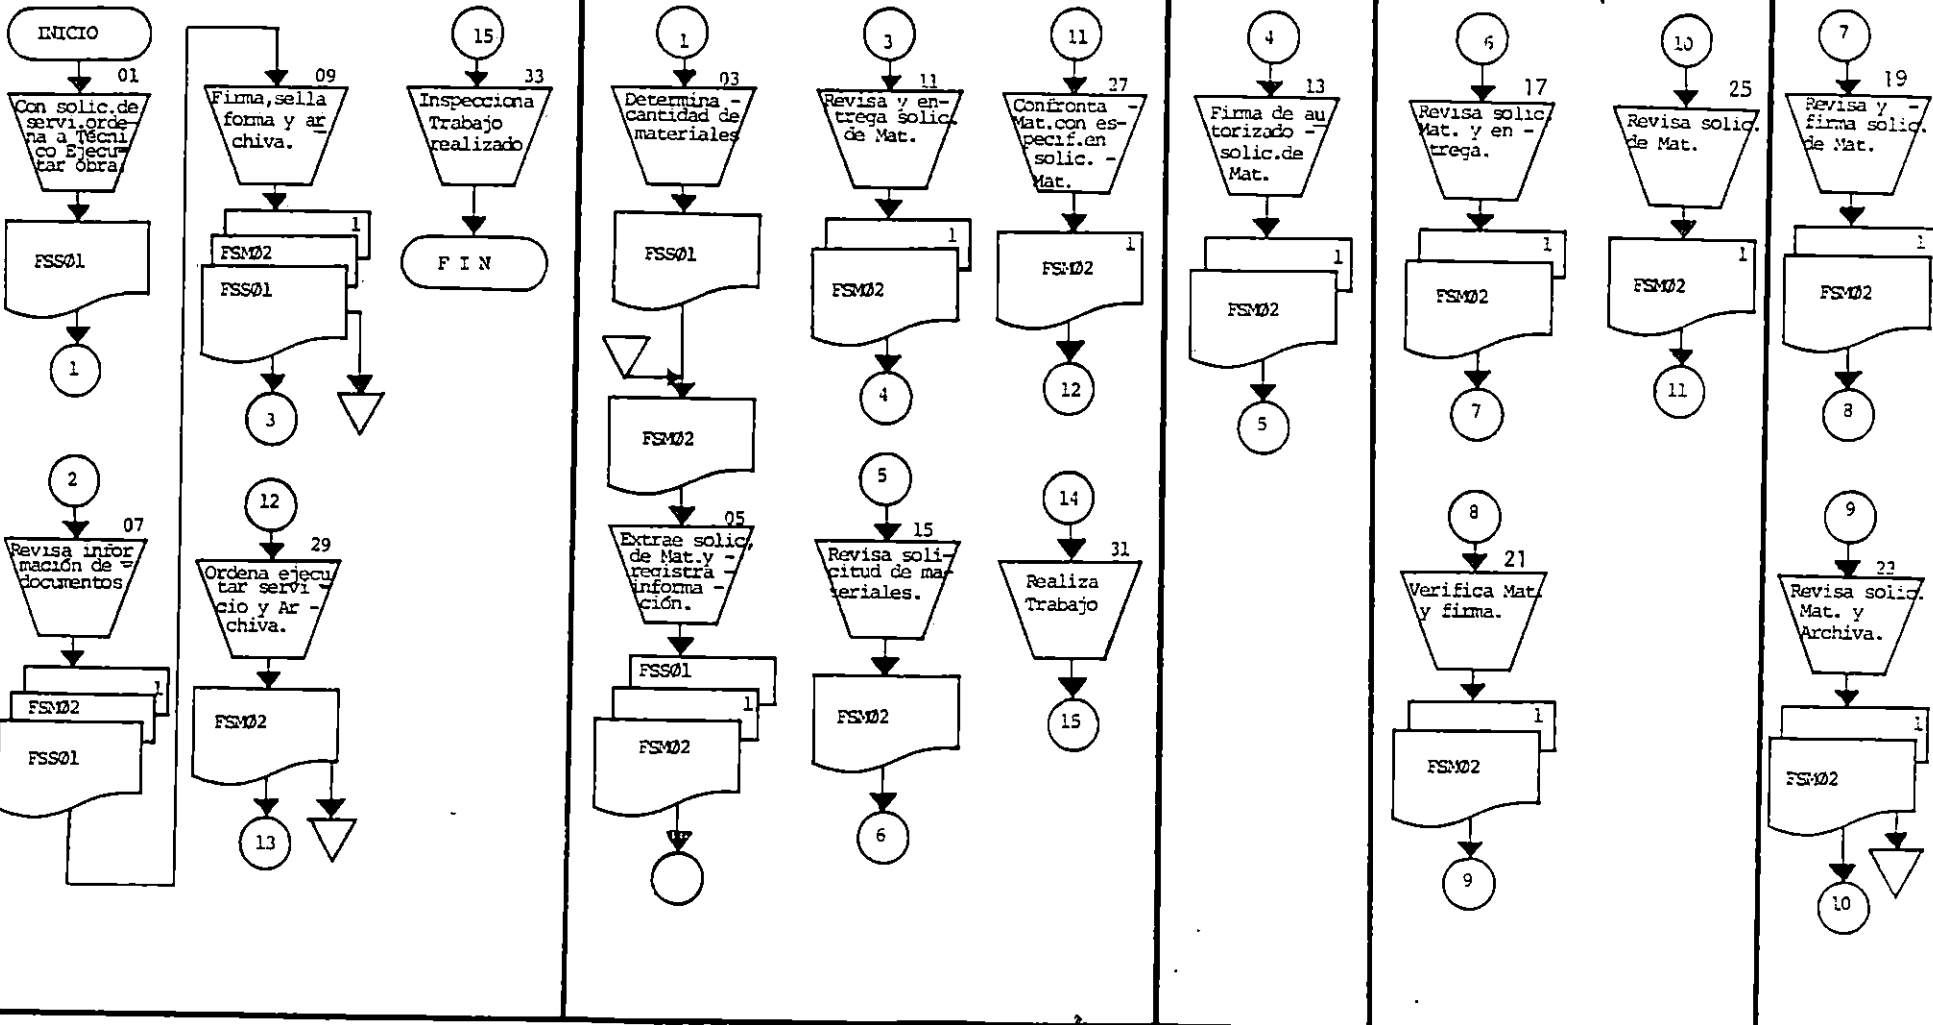 INICIO
01
Con solic.de
servi.orde-
na a Técni
co Ejecu-
tar obra.
FSSØ1
1
2
07
Revisa infor
mación de -
documentos
1
FSMØ2
FSSØ1
09
Firma,sella
forma y ar
chiva.
1
FSMØ2
FSSØ1
3
12
29
Ordena ejecu
tar servi -
cio y Ar -
chiva.
FSMØ2
13
15
33
Inspecciona
Trabajo
realizado
F I N
1
03
Determina -
cantidad de
materiales
FSSØ1
FSMØ2
05
Extrae solic.
de Mat.y -
registra -
informa -
ción.
FSSØ1
1
FSMØ2
3
11
Revisa y en-
trega solic.
de Mat.
1
FSMØ2
4
5
15
Revisa soli-
citud de ma-
teriales.
FSMØ2
6
11
27
Confronta -
Mat.con es-
pecif.en
solic. -
Mat.
1
FSMØ2
12
14
31
Realiza
Trabajo
15
4
13
Firma de au
torizado -
solic.de
Mat.
1
FSMØ2
5
6
17
Revisa solic.
Mat. y en -
trega.
1
FSMØ2
7
8
21
Verifica Mat.
y firma.
1
FSMØ2
9
10
25
Revisa solic.
de Mat.
1
FSMØ2
11
7
19
Revisa y -
firma solic.
de Mat.
1
FSMØ2
8
9
23
Revisa solic.
Mat. y
Archiva.
1
FSMØ2
10